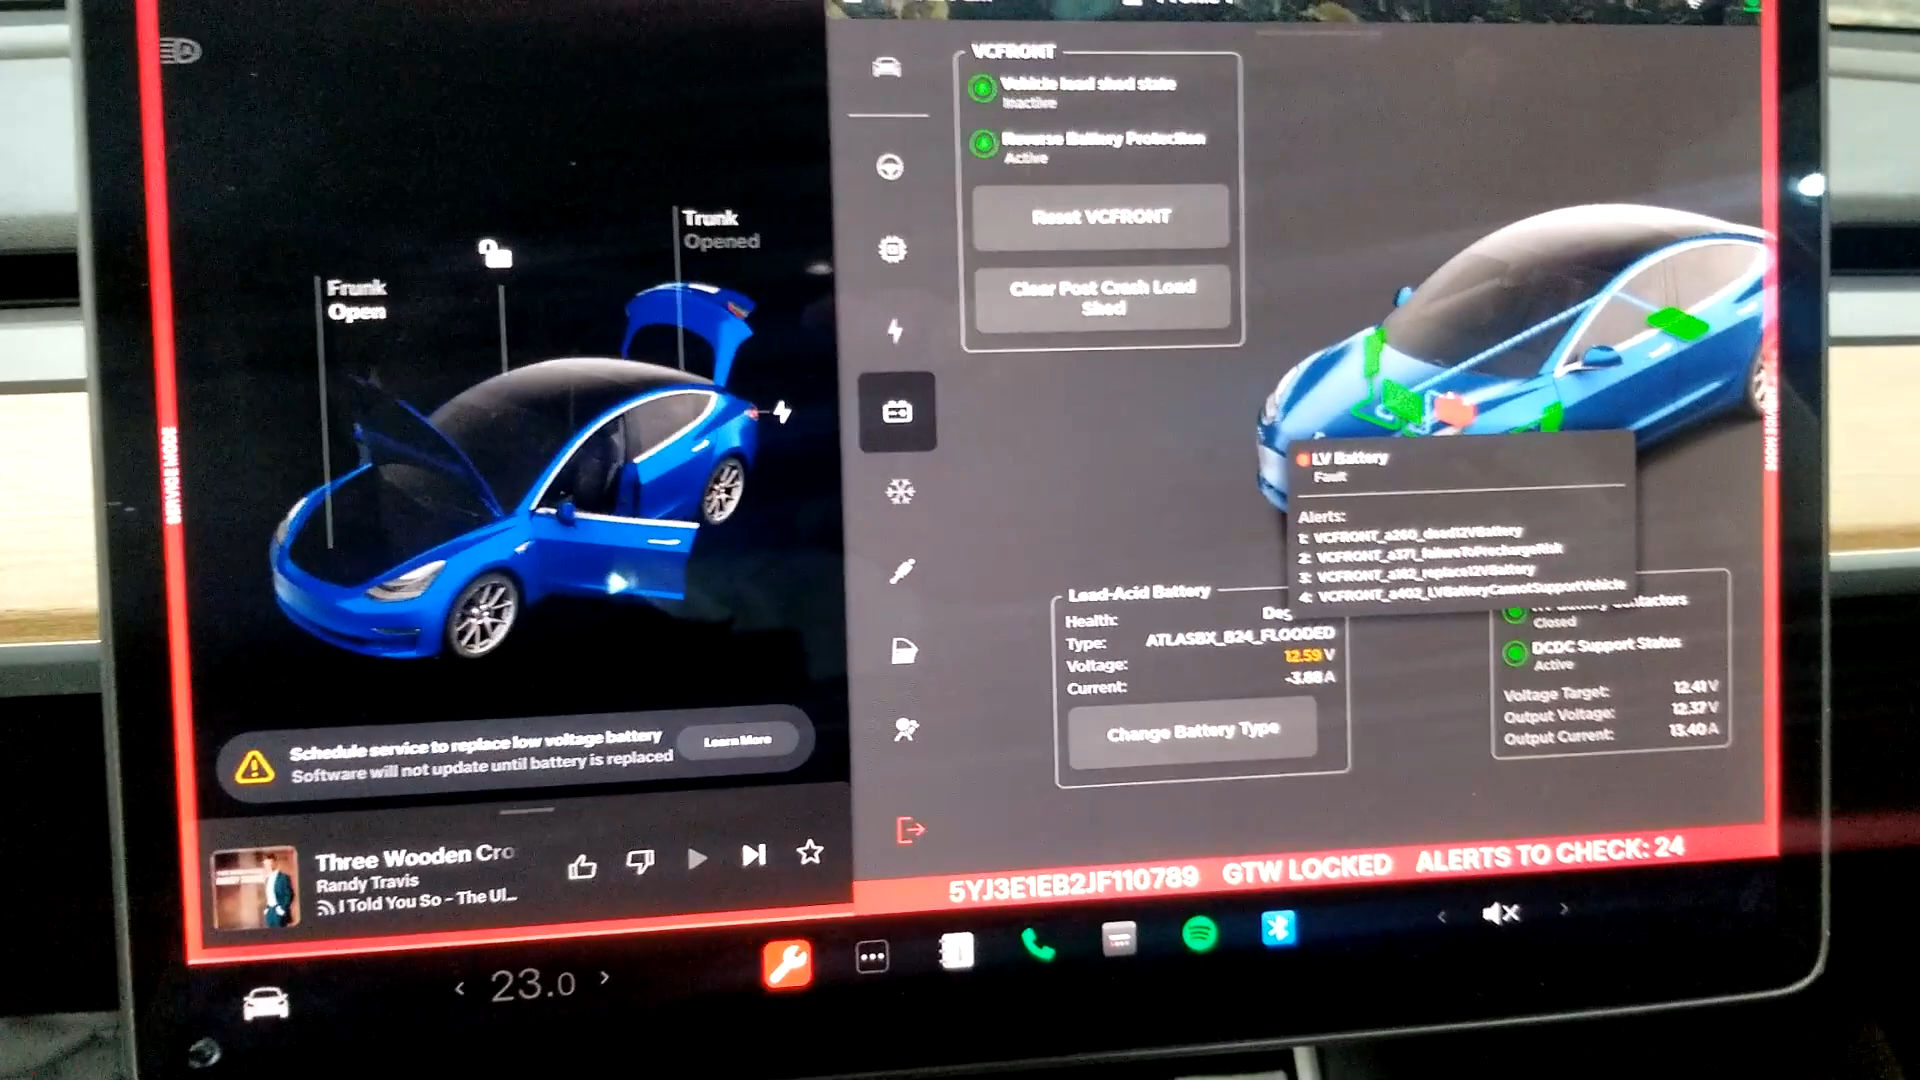 Frunk
Open
Trunk
Opened
SERVICE MODE
Schedule service to replace low voltage battery
Software will not update until battery is replaced
Learn More
Three Wooden Cro
Randy Travis
I Told You So - The Ul...
VCFRONT
Vehicle load shed state
Inactive
Reverse Battery Protection
Active
Reset VCFRONT
Clear Post Crash Load
Shed
LV Battery
Fault
Alerts:
1: VCFRONT_a260_dead12VBattery
2: VCFRONT_a371_failureToPrechargeRisk
3: VCFRONT_a182_replace12VBattery
4: VCFRONT_a402_LVBatteryCannotSupportVehicle
Lead-Acid Battery
Health: Deg
Type: ATLASBX_B24_FLOODED
Voltage: 12.59 V
Current: -3.88 A
Change Battery Type
Closed
DCDC Support Status
Active
Voltage Target: 12.41 V
Output Voltage: 12.37 V
Output Current: 13.40 A
SERVICE MODE
5YJ3E1EB2JF110789 GTW LOCKED ALERTS TO CHECK: 24
23.0